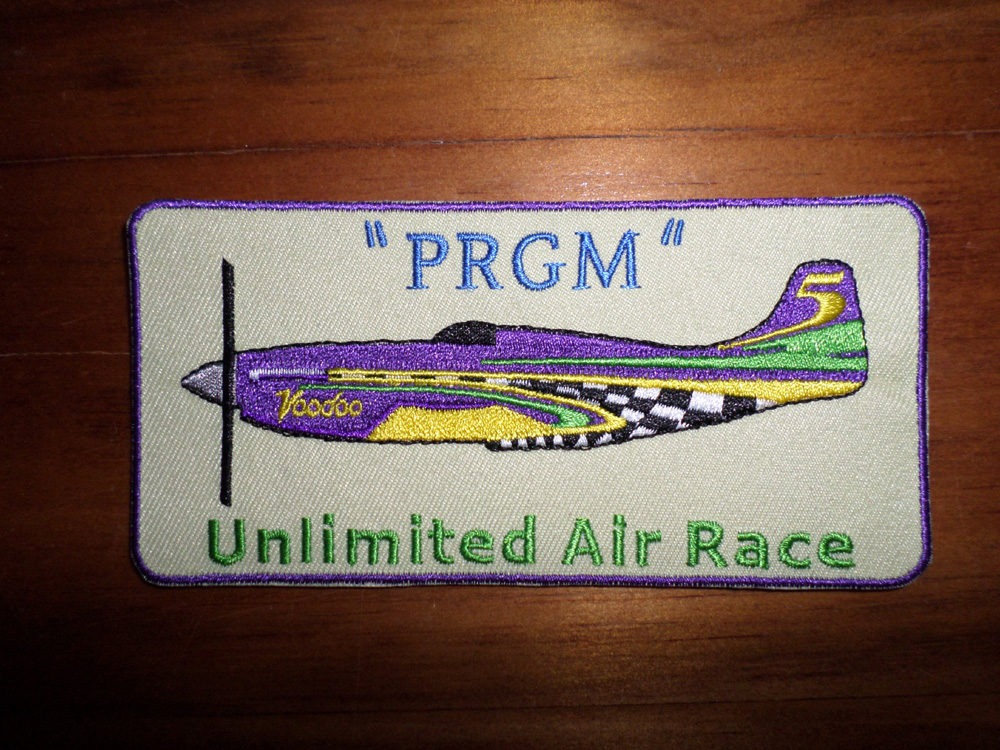 "PRGM"
5
Voodoo
Unlimited Air Race